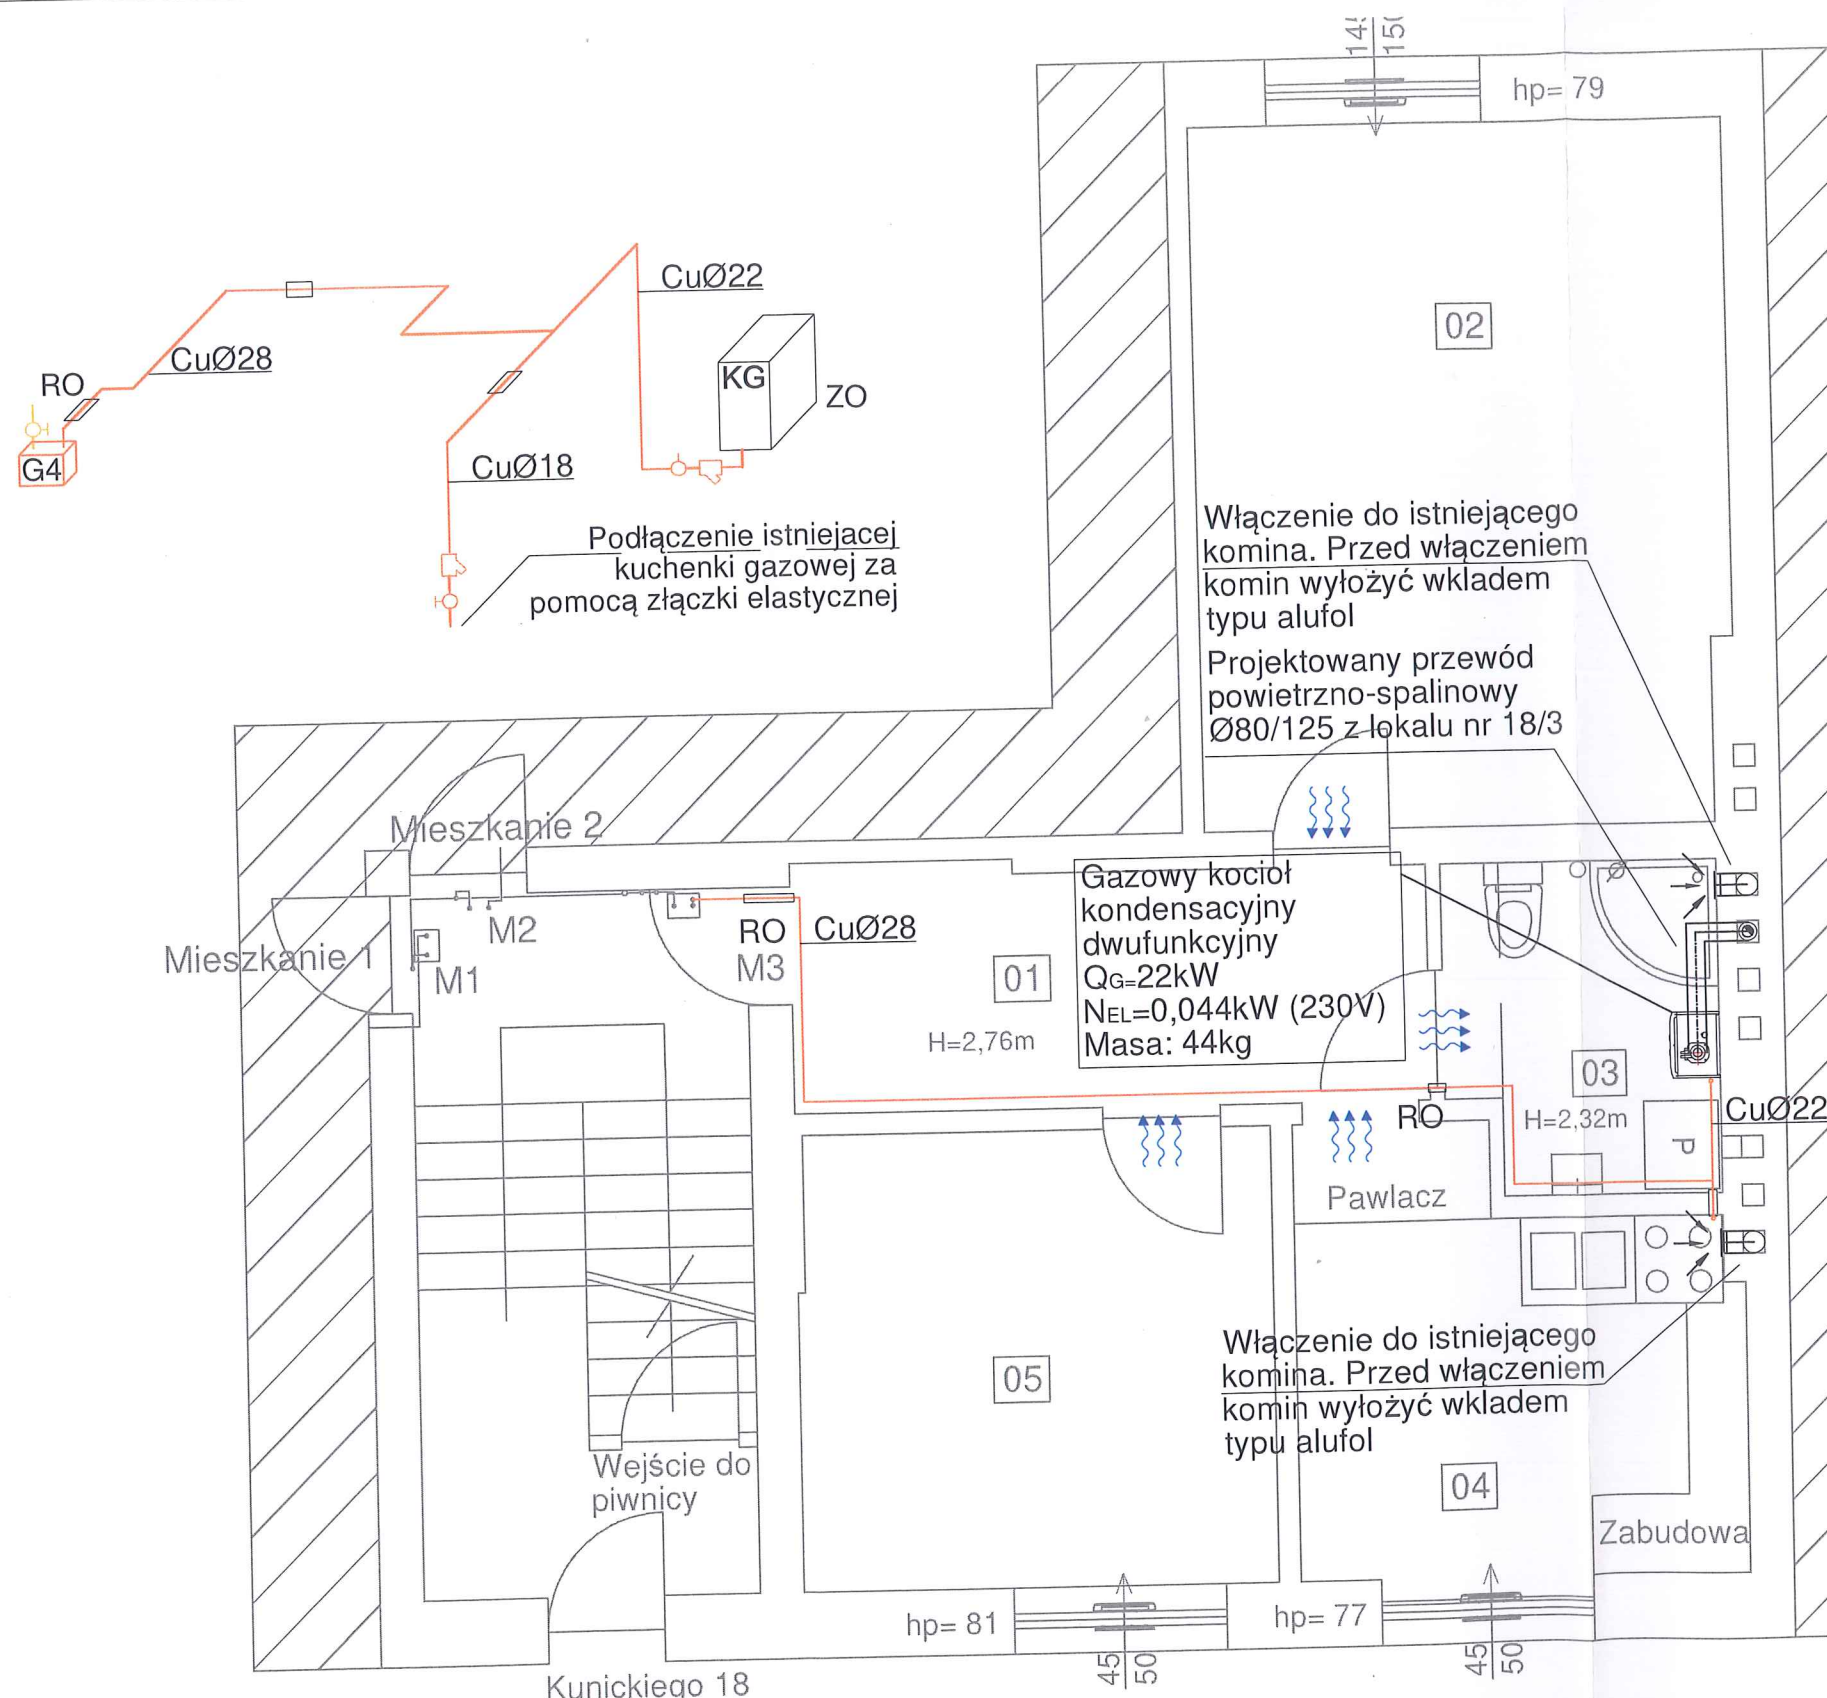 145
150
hp= 79
CuØ22
02
CuØ28
RO
KG
ZO
G4
CuØ18
Podłączenie istniejacej
kuchenki gazowej za
pomocą złączki elastycznej
Włączenie do istniejącego
komina. Przed włączeniem
komin wyłożyć wkladem
typu alufol
Projektowany przewód
powietrzno-spalinowy
Ø80/125 z lokalu nr 18/3
Mieszkanie 2
Mieszkanie 1
M2
M1
RO
M3
CuØ28
01
H=2,76m
Gazowy kocioł
kondensacyjny
dwufunkcyjny
QG=22kW
NEL=0,044kW (230V)
Masa: 44kg
03
H=2,32m
RO
CuØ22
P
Pawlacz
Włączenie do istniejącego
komina. Przed włączeniem
komin wyłożyć wkladem
typu alufol
05
04
Wejście do
piwnicy
Zabudowa
hp= 81
hp= 77
45
50
45
50
Kunickiego 18